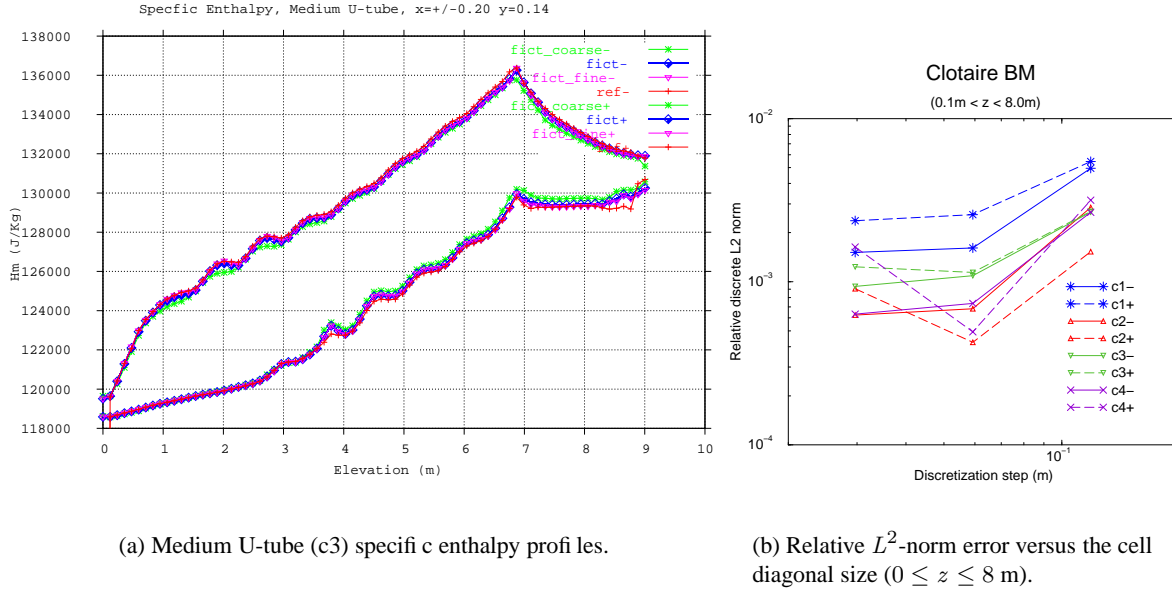 Specfic Enthalpy, Medium U-tube, x=+/-0.20 y=0.14
138000
136000
134000
132000
130000
128000
126000
124000
122000
120000
118000
Hm (J/Kg)
fict_coarse-
fict-
fict_fine-
ref-
fict_coarse+
fict+
fict_fine+
0 1 2 3 4 5 6 7 8 9 10
Elevation (m)
(a) Medium U-tube (c3) specifi c enthalpy profi les.
Clotaire BM
(0.1m < z < 8.0m)
10−2
10−3
10−4
Relative discrete L2 norm
c1−
c1+
c2−
c2+
c3−
c3+
c4−
c4+
10−1
Discretization step (m)
(b) Relative L2-norm error versus the cell
diagonal size (0 ≤ z ≤ 8 m).